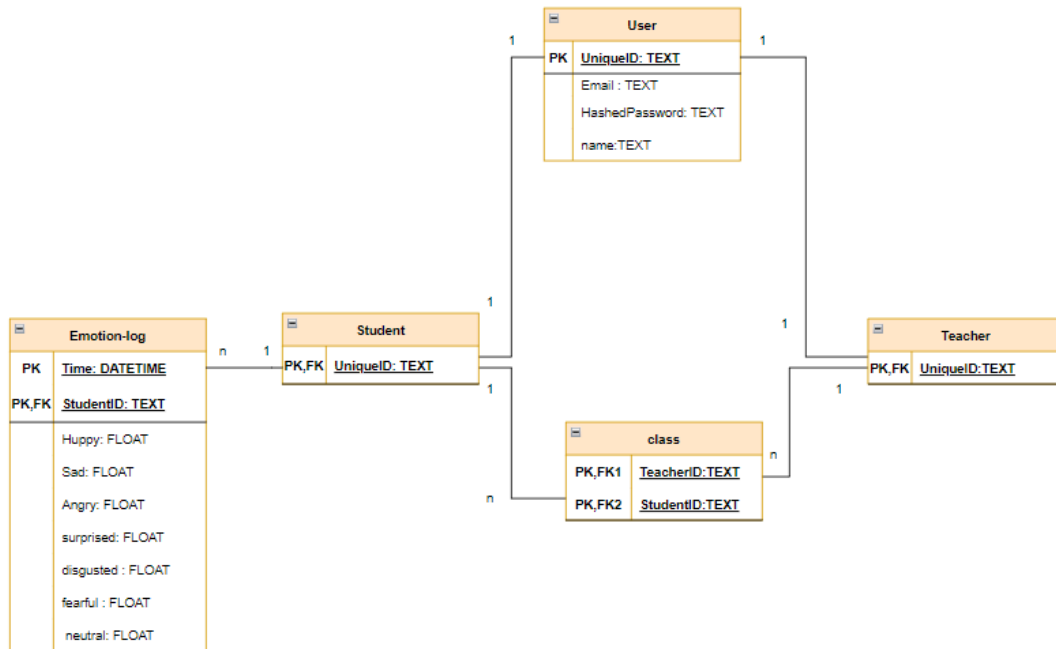 User
1
1
PK UniqueID: TEXT
Email : TEXT
HashedPassword: TEXT
name:TEXT
1
1
Emotion-log
n
1
PK Time: DATETIME
PK,FK StudentID: TEXT
Huppy: FLOAT
Sad: FLOAT
Angry: FLOAT
surprised: FLOAT
disgusted : FLOAT
fearful : FLOAT
neutral: FLOAT
Student
PK,FK UniqueID: TEXT
1
n
class
n
PK,FK1 TeacherID:TEXT
PK,FK2 StudentID:TEXT
Teacher
PK,FK UniqueID:TEXT
1